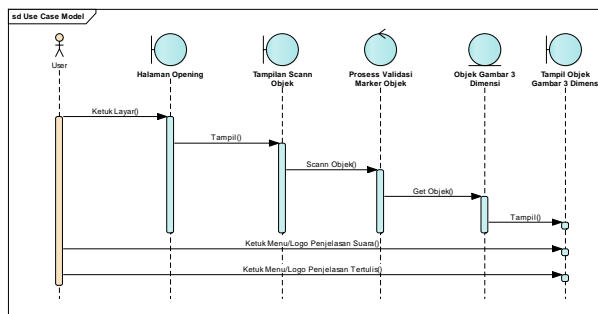 sd Use Case Model
User
Halaman Opening
Tampilan Scann
Objek
Prosess Validasi
Marker Objek
Objek Gambar 3
Dimensi
Tampil Objek
Gambar 3 Dimens
Ketuk Layar()
Tampil()
Scann Objek()
Get Objek()
Tampil()
Ketuk Menu/Logo Penjelasan Suara()
Ketuk Menu/Logo Penjelasan Tertulis()